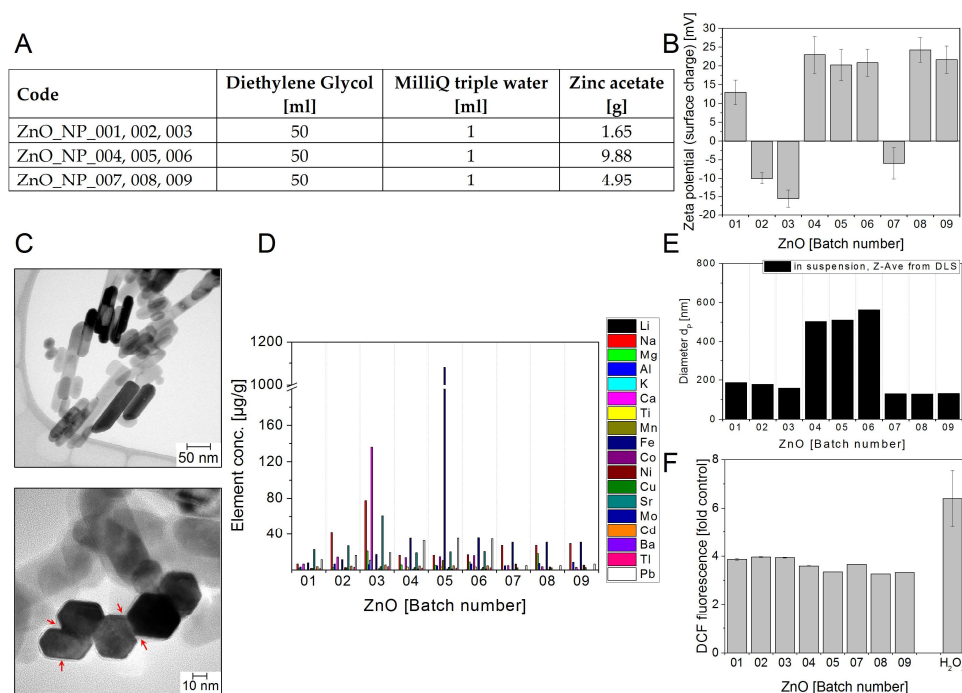 A
Code
Diethylene Glycol [ml]
MilliQ triple water [ml]
Zinc acetate [g]
ZnO_NP_001, 002, 003 50 1 1.65
ZnO_NP_004, 005, 006 50 1 9.88
ZnO_NP_007, 008, 009 50 1 4.95
B
Zeta potential (surface charge) [mV]
30
25
20
15
10
5
0
-5
-10
-15
-20
01 02 03 04 05 06 07 08 09
ZnO [Batch number]
C
50 nm
10 nm
D
Element conc. [µg/g]
1200
1000
160
120
80
40
01 02 03 04 05 06 07 08 09
ZnO [Batch number]
Li
Na
Mg
Al
K
Ca
Ti
Mn
Fe
Co
Ni
Cu
Sr
Mo
Cd
Ba
Tl
Pb
E
in suspension, Z-Ave from DLS
Diameter dₚ [nm]
800
600
400
200
0
01 02 03 04 05 06 07 08 09
ZnO [Batch number]
F
DCF fluorescence [fold control]
8
6
4
2
0
01 02 03 04 05 07 08 09 H₂O
ZnO [Batch number]